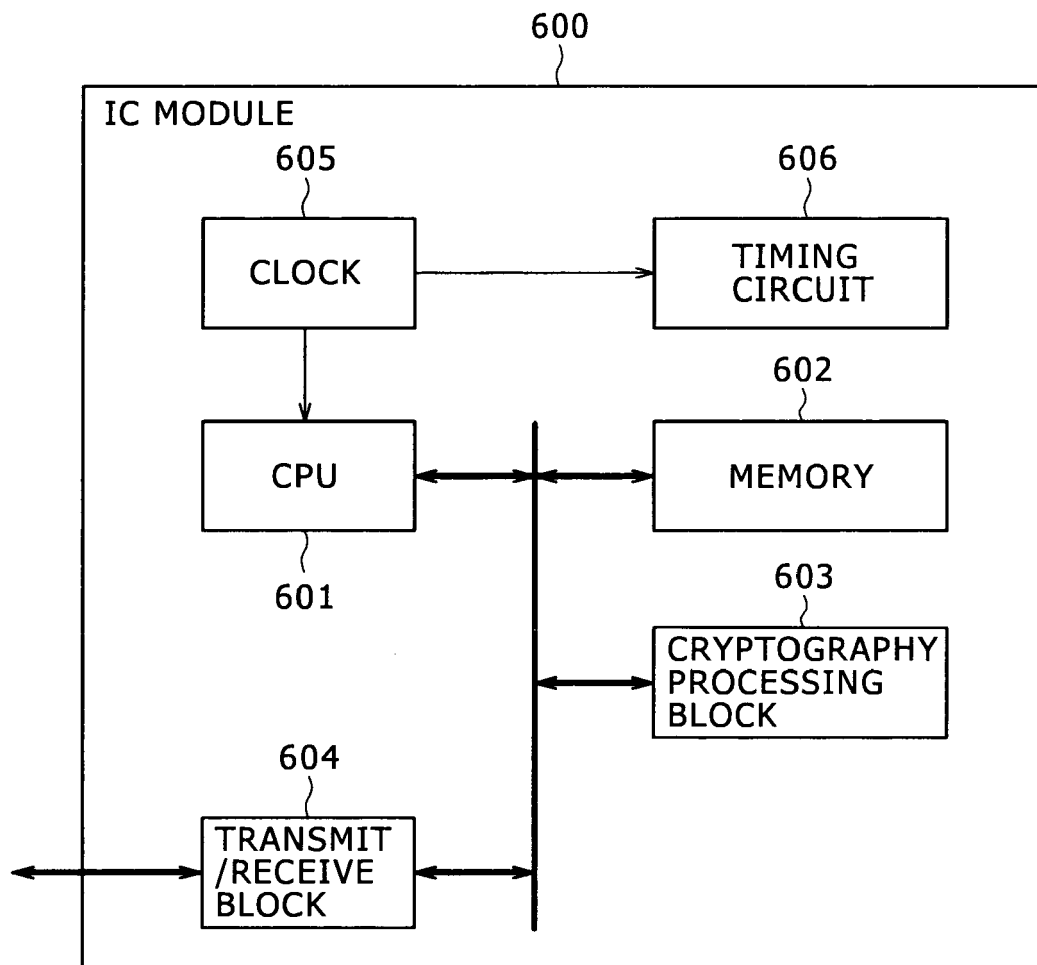 600
IC MODULE
605
606
CLOCK
TIMING
CIRCUIT
602
CPU
MEMORY
601
603
CRYPTOGRAPHY
PROCESSING
BLOCK
604
TRANSMIT
/RECEIVE
BLOCK